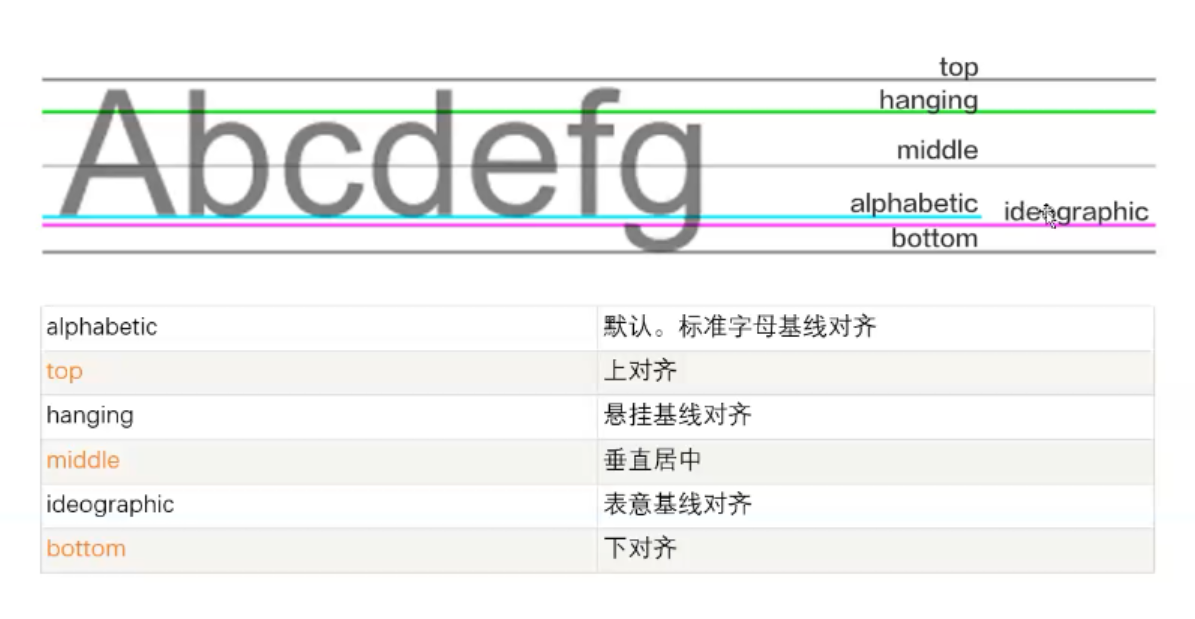 top
hanging
Abcdefg
middle
alphabetic
ideographic
bottom
alphabetic 默认。标准字母基线对齐
top 上对齐
hanging 悬挂基线对齐
middle 垂直居中
ideographic 表意基线对齐
bottom 下对齐